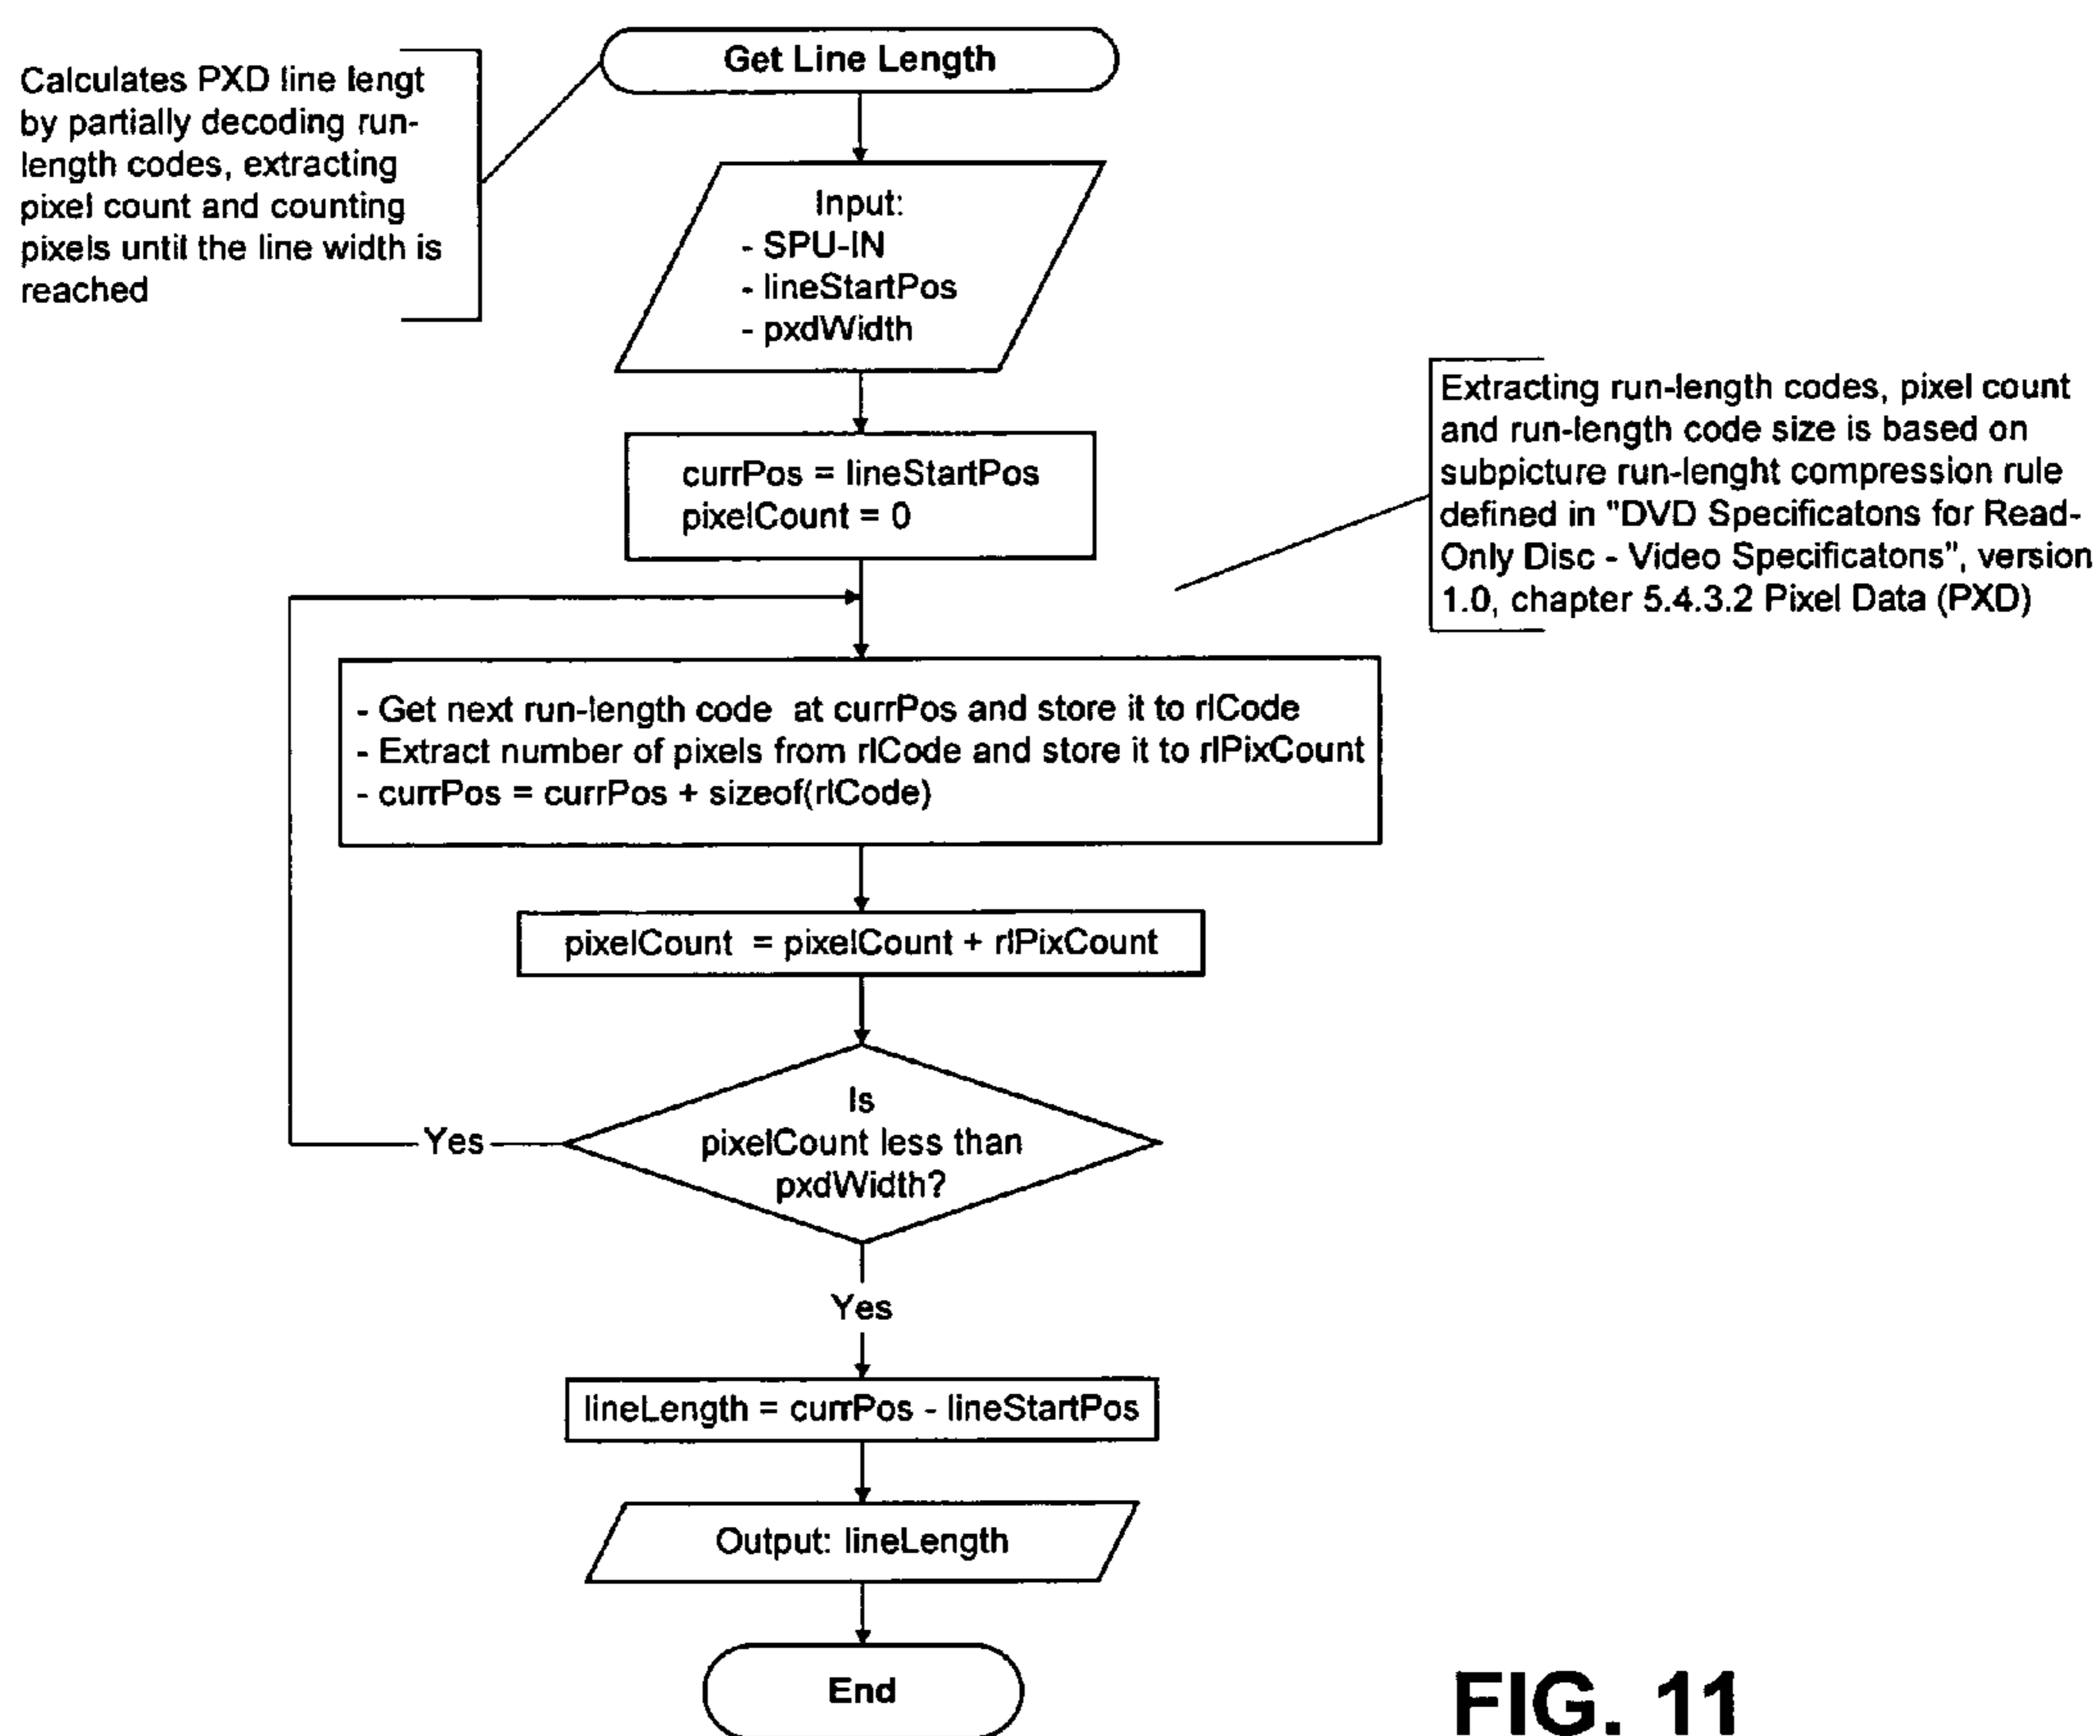 Get Line Length
Calculates PXD line lengt
by partially decoding run-
length codes, extracting
pixel count and counting
pixels until the line width is
reached
Input:
- SPU-IN
- lineStartPos
- pxdWidth
currPos = lineStartPos
pixelCount = 0
Extracting run-length codes, pixel count
and run-length code size is based on
subpicture run-lenght compression rule
defined in "DVD Specificatons for Read-
Only Disc - Video Specificatons", version
1.0, chapter 5.4.3.2 Pixel Data (PXD)
- Get next run-length code at currPos and store it to rlCode
- Extract number of pixels from rlCode and store it to rlPixCount
- currPos = currPos + sizeof(rlCode)
pixelCount = pixelCount + rlPixCount
Is
pixelCount less than
pxdWidth?
Yes
Yes
lineLength = currPos - lineStartPos
Output: lineLength
End
FIG. 11